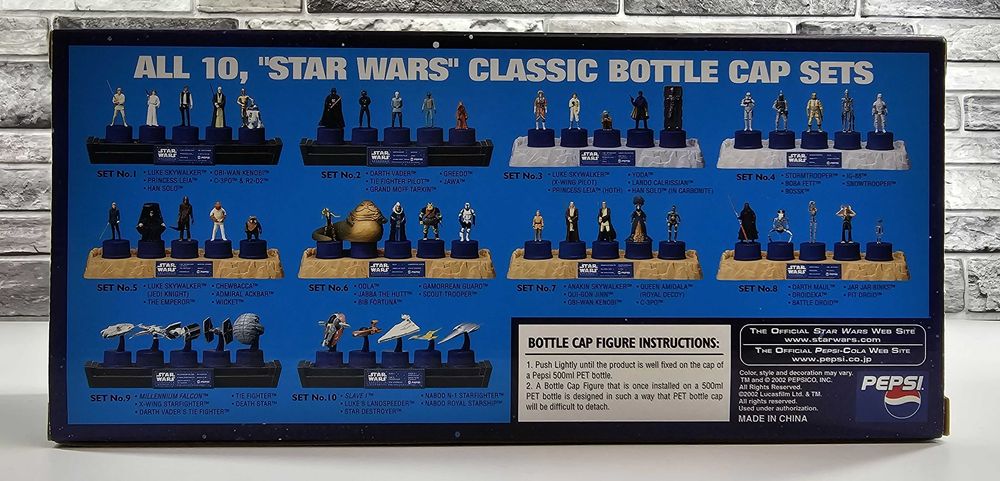 ALL 10, "STAR WARS" CLASSIC BOTTLE CAP SETS
SET No.1
• LUKE SKYWALKER™
• PRINCESS LEIA™
• HAN SOLO™
• OBI-WAN KENOBI™
• C-3PO™ & R2-D2™
SET No.2
• DARTH VADER™
• TIE FIGHTER PILOT™
• GRAND MOFF TARKIN™
• GREEDO™
• JAWA™
SET No.3
• LUKE SKYWALKER™
(X-WING PILOT)
• PRINCESS LEIA™ (HOTH)
• YODA™
• LANDO CALRISSIAN™
• HAN SOLO™ (IN CARBONITE)
SET No.4
• STORMTROOPER™
• BOBA FETT™
• BOSSK™
• IG-88™
• SNOWTROOPER™
SET No.5
• LUKE SKYWALKER™
(JEDI KNIGHT)
• THE EMPEROR™
• CHEWBACCA™
• ADMIRAL ACKBAR™
• WICKET™
SET No.6
• OOLA™
• JABBA THE HUTT™
• BIB FORTUNA™
• GAMORREAN GUARD™
• SCOUT TROOPER™
SET No.7
• ANAKIN SKYWALKER™
• QUI-GON JINN™
• OBI-WAN KENOBI™
• QUEEN AMIDALA™
(ROYAL DECOY)
• C-3PO™
SET No.8
• DARTH MAUL™
• DROIDEKA™
• BATTLE DROID™
• JAR JAR BINKS™
• PIT DROID™
SET No.9
• MILLENNIUM FALCON™
• X-WING STARFIGHTER™
• DARTH VADER'S TIE FIGHTER™
• TIE FIGHTER™
• DEATH STAR™
SET No.10
• SLAVE I™
• LUKE'S LANDSPEEDER™
• STAR DESTROYER™
• NABOO N-1 STARFIGHTER™
• NABOO ROYAL STARSHIP™
BOTTLE CAP FIGURE INSTRUCTIONS:
1. Push Lightly until the product is well fixed on the cap of
a Pepsi 500ml PET bottle.
2. A Bottle Cap Figure that is once installed on a 500ml
PET bottle is designed in such a way that PET bottle cap
will be difficult to detach.
THE OFFICIAL STAR WARS WEB SITE
www.starwars.com
THE OFFICIAL PEPSI-COLA WEB SITE
www.pepsi.co.jp
Color, style and decoration may vary.
TM and © 2002 PEPSICO, INC.
All Rights Reserved.
©2002 Lucasfilm Ltd. & TM.
All rights reserved.
Used under authorization.
MADE IN CHINA
PEPSI